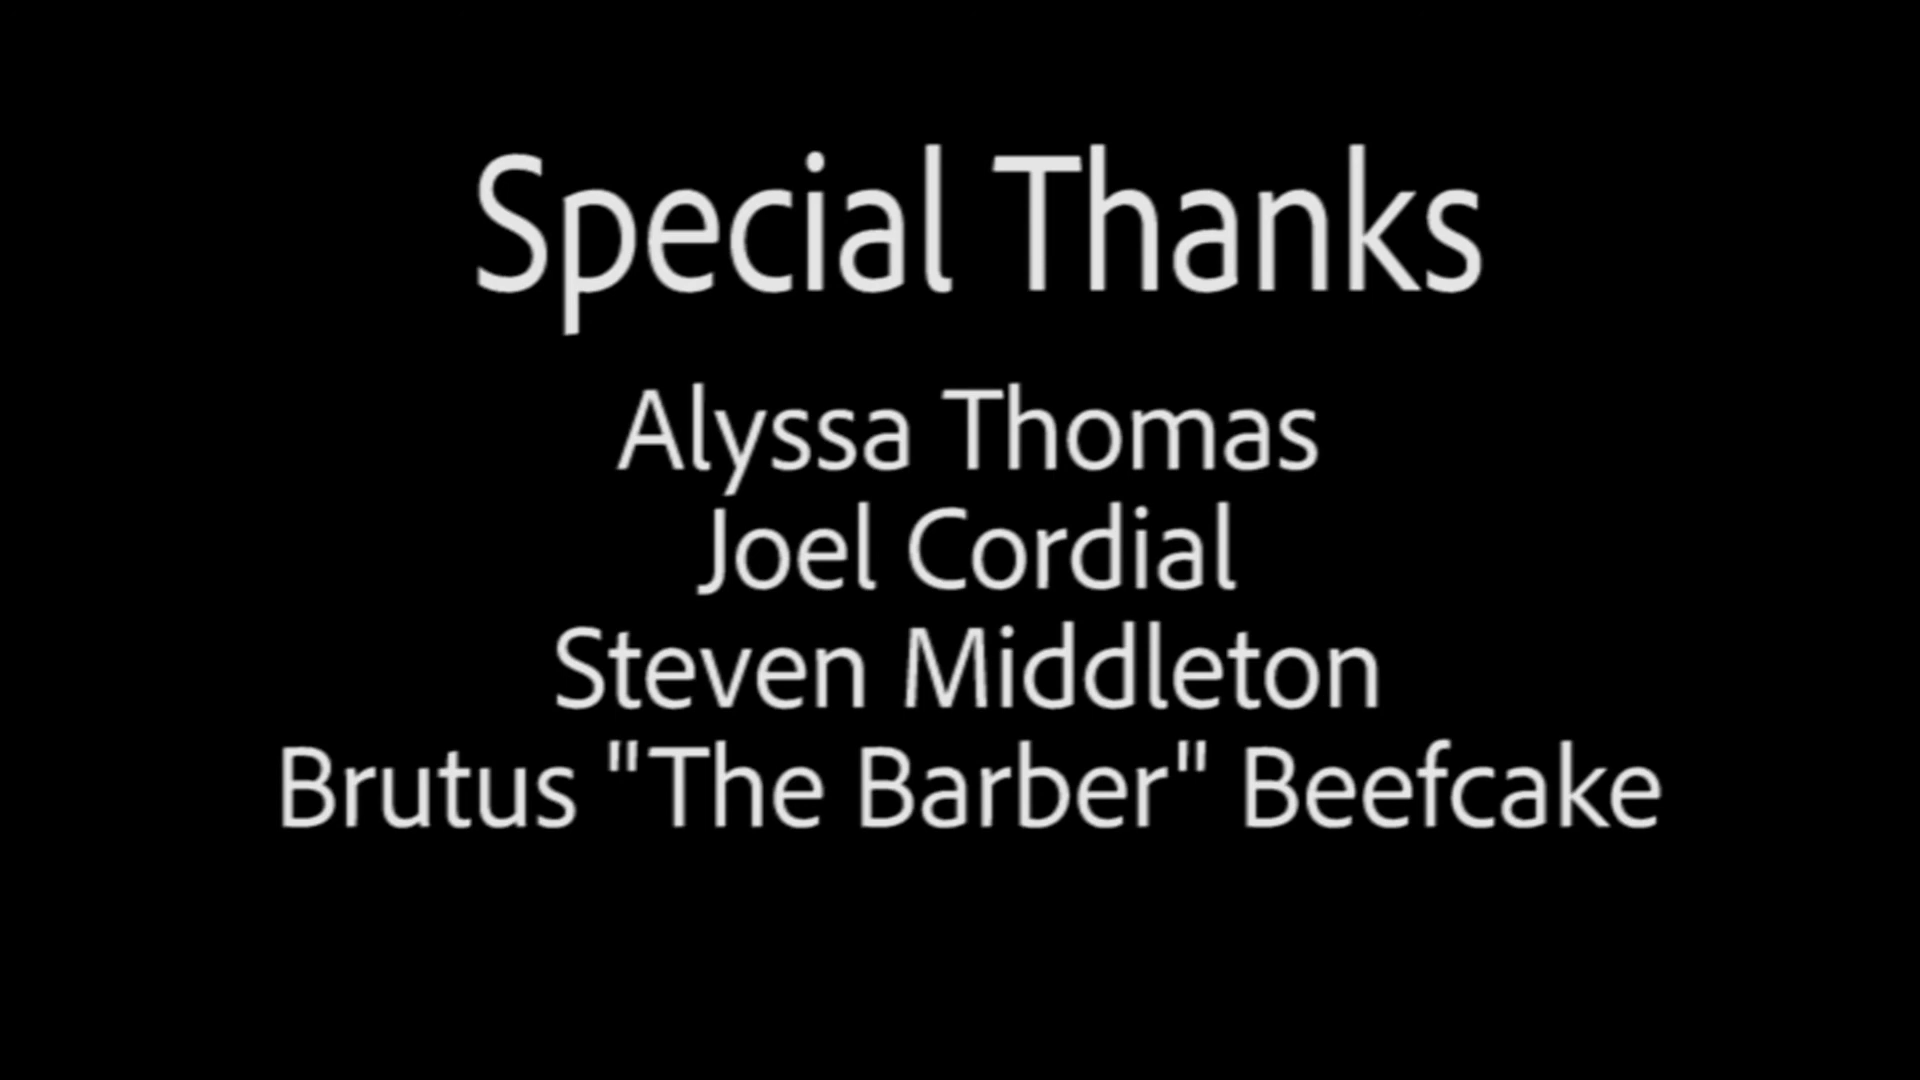 Special Thanks
Alyssa Thomas
Joel Cordial
Steven Middleton
Brutus "The Barber" Beefcake